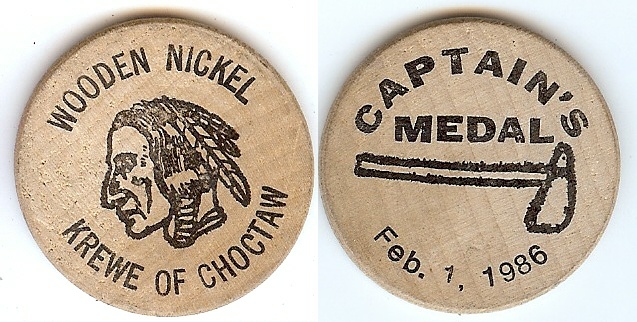 WOODEN NICKEL
KREWE OF CHOCTAW
CAPTAIN'S
MEDAL
Feb. 1, 1986